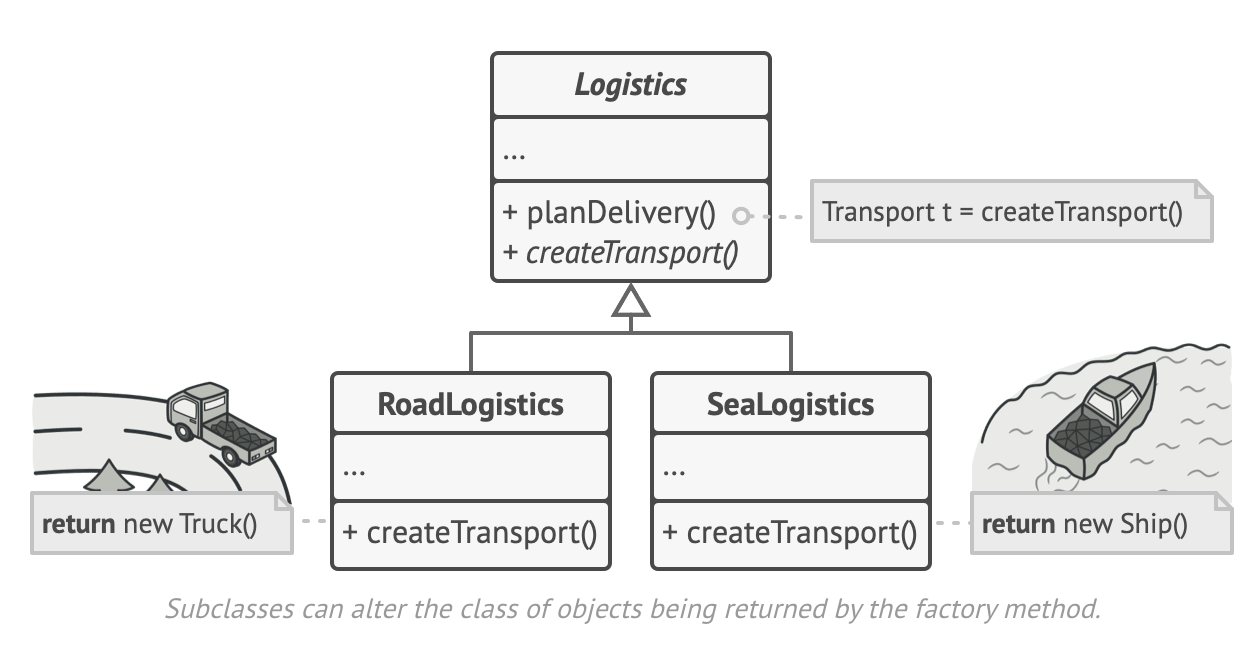 Logistics
...
+ planDelivery()
Transport t = createTransport()
+ createTransport()
RoadLogistics
...
+ createTransport()
return new Truck()
SeaLogistics
...
+ createTransport()
return new Ship()
Subclasses can alter the class of objects being returned by the factory method.